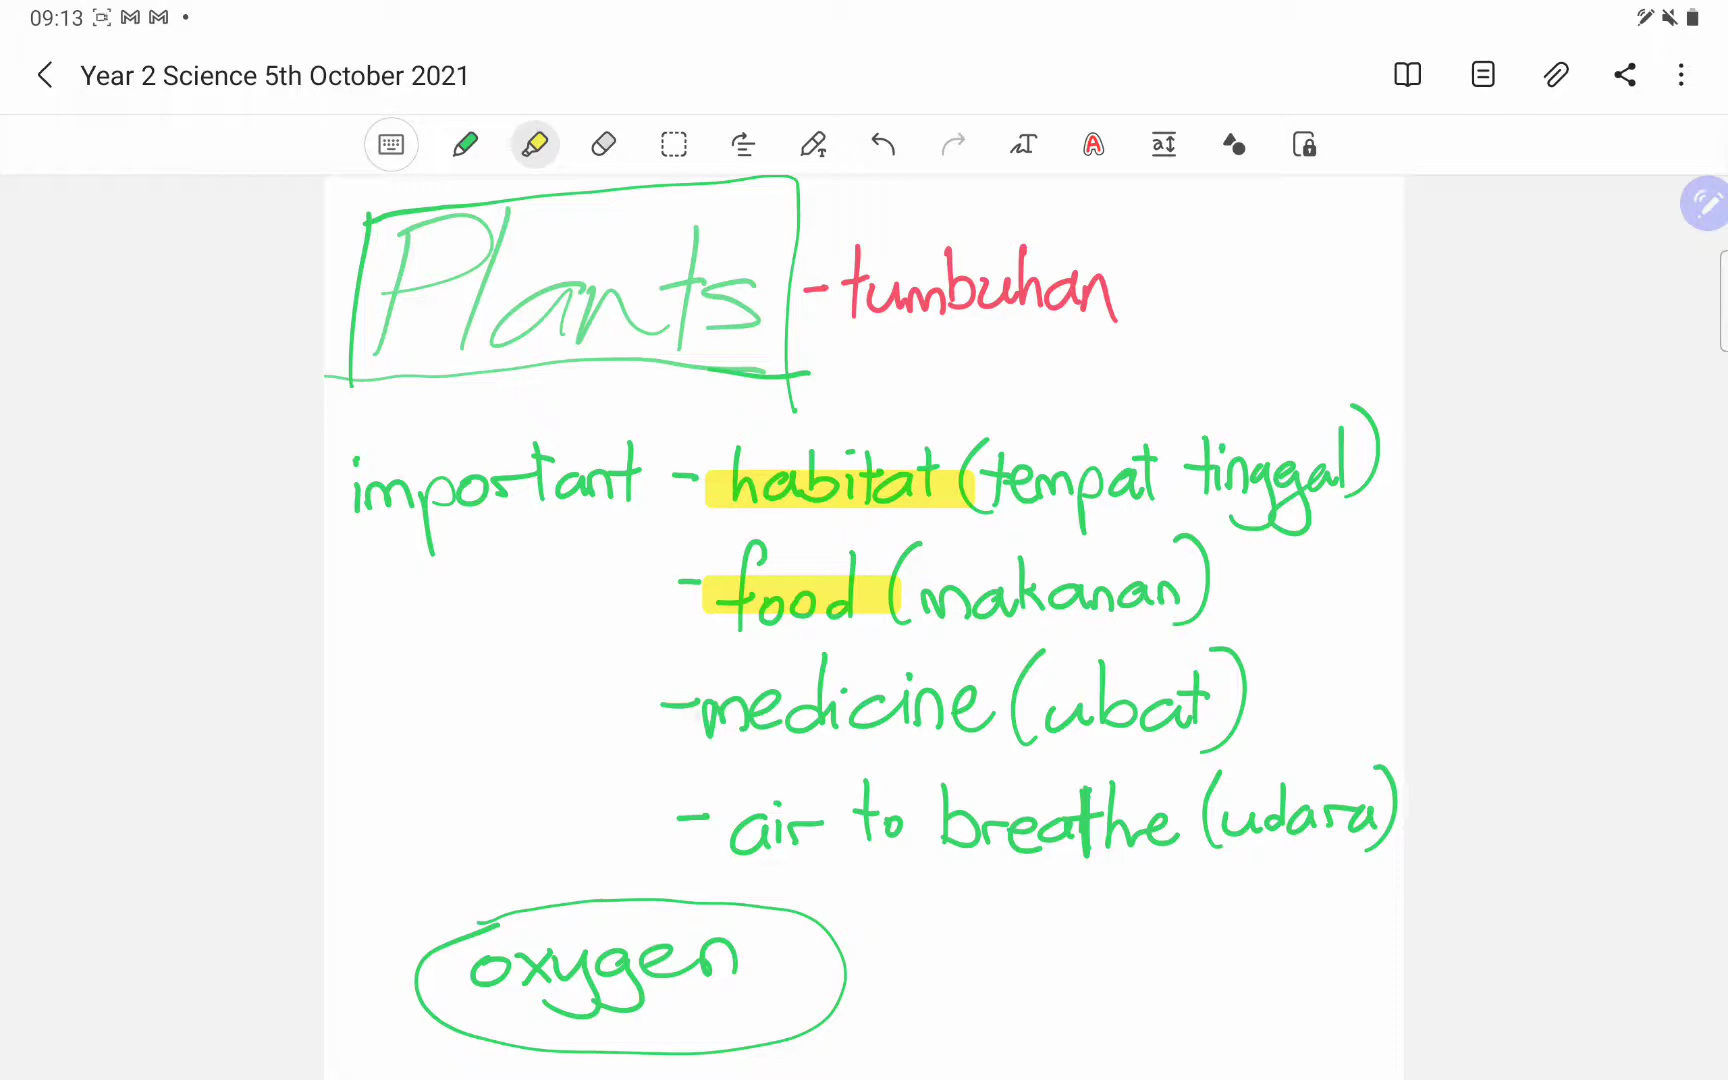 09:13
Year 2 Science 5th October 2021
Plants - tumbuhan
important - habitat (tempat tinggal)
- food (makanan)
- medicine (ubat)
- air to breathe (udara)
oxygen